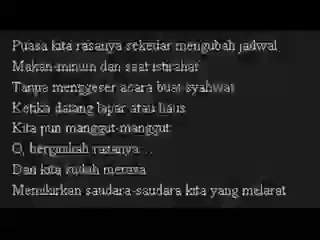 Puasa kita rasanya sekedar mengubah jadwal
Makan-minum dan saat istirahat
Tanpa menggeser acara buat syahwat
Ketika datang lapar atau haus
Kita pun manggut-manggut:
O, beginikah rasanya…
Dan kita sudah merasa
Memikirkan saudara-saudara kita yang melarat